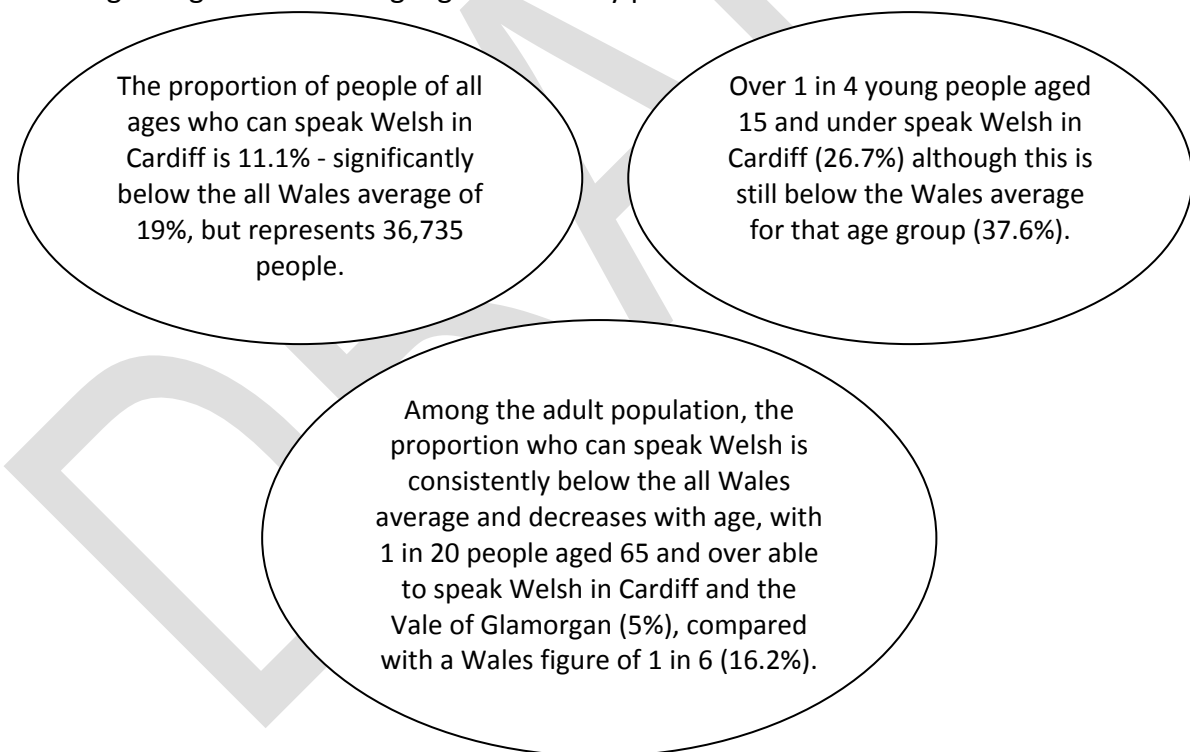 The proportion of people of all
ages who can speak Welsh in
Cardiff is 11.1% - significantly
below the all Wales average of
19%, but represents 36,735
people.
Over 1 in 4 young people aged
15 and under speak Welsh in
Cardiff (26.7%) although this is
still below the Wales average
for that age group (37.6%).
Among the adult population, the
proportion who can speak Welsh is
consistently below the all Wales
average and decreases with age, with
1 in 20 people aged 65 and over able
to speak Welsh in Cardiff and the
Vale of Glamorgan (5%), compared
with a Wales figure of 1 in 6 (16.2%).